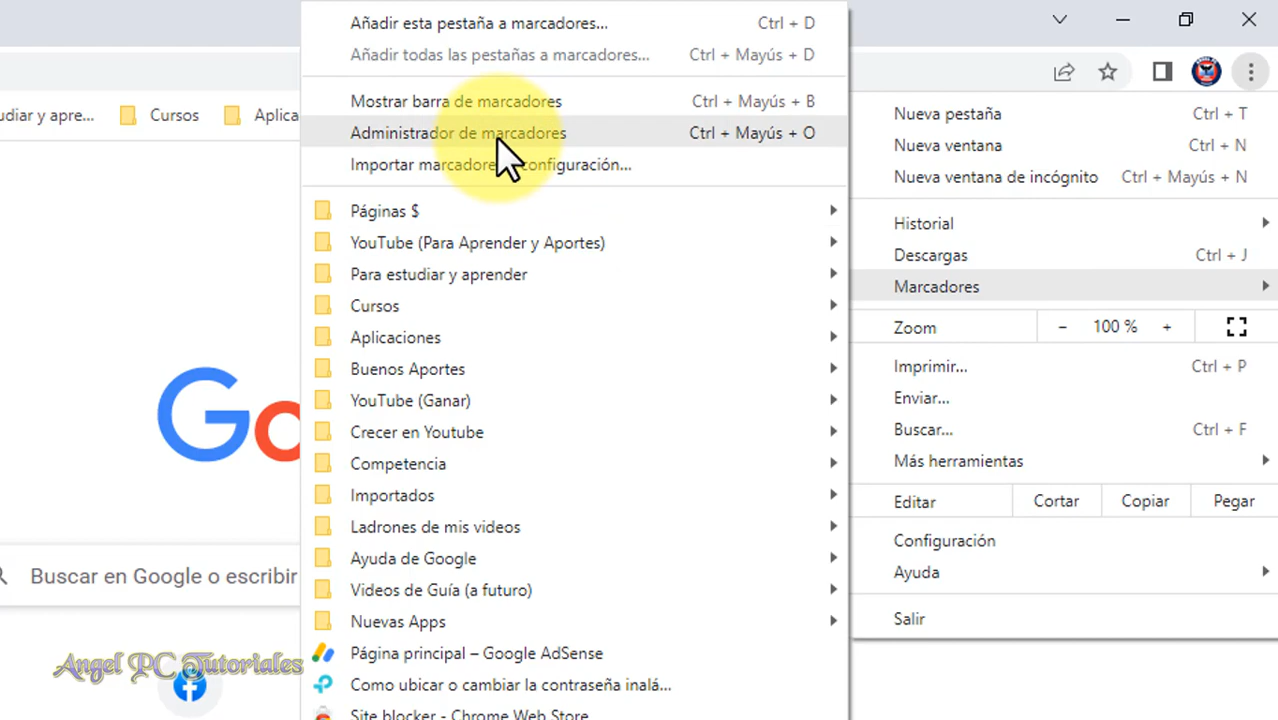 Añadir esta pestaña a marcadores... Ctrl + D
Añadir todas las pestañas a marcadores... Ctrl + Mayús + D
Mostrar barra de marcadores Ctrl + Mayús + B
Administrador de marcadores Ctrl + Mayús + O
Importar configuración...
Páginas $
YouTube (Para Aprender y Aportes)
Para estudiar y aprender
Cursos
Aplicaciones
Buenos Aportes
YouTube (Ganar)
Crecer en Youtube
Competencia
Importados
Ladrones de mis videos
Ayuda de Google
Videos de Guía (a futuro)
Nuevas Apps
Página principal – Google AdSense
Como ubicar o cambiar la contraseña inalá...
Site blocker - Chrome Web Store
Nueva pestaña Ctrl + T
Nueva ventana Ctrl + N
Nueva ventana de incógnito Ctrl + Mayús + N
Historial
Descargas Ctrl + J
Marcadores
Zoom - 100 % +
Imprimir... Ctrl + P
Enviar...
Buscar... Ctrl + F
Más herramientas
Editar Cortar Copiar Pegar
Configuración
Ayuda
Salir
udiar y apre... Cursos Aplica
Go
Buscar en Google o escribir
Angel PC Tutoriales